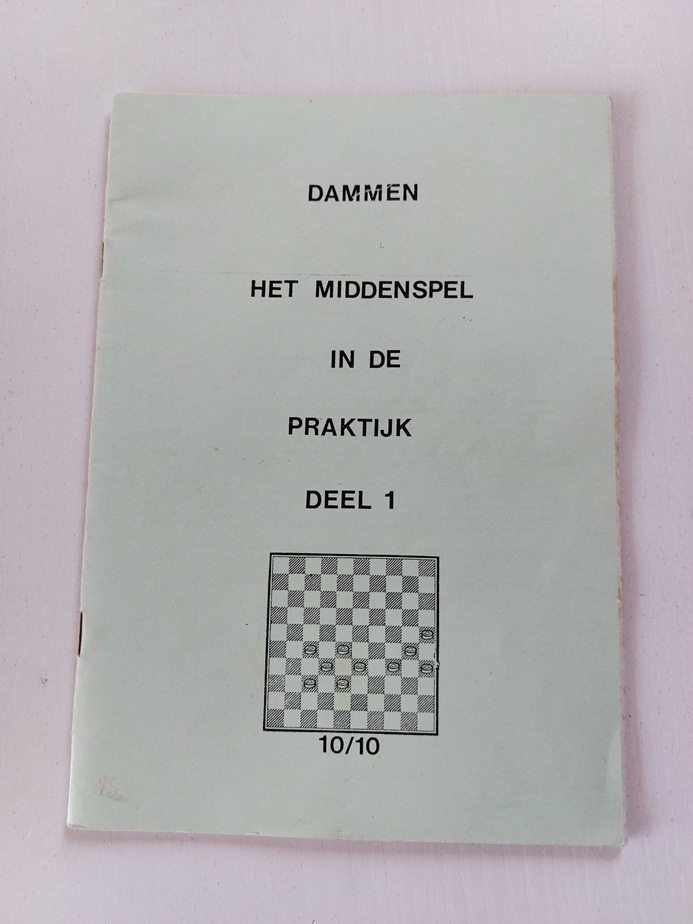 DAMMEN
HET MIDDENSPEL
IN DE
PRAKTIJK
DEEL 1
10/10